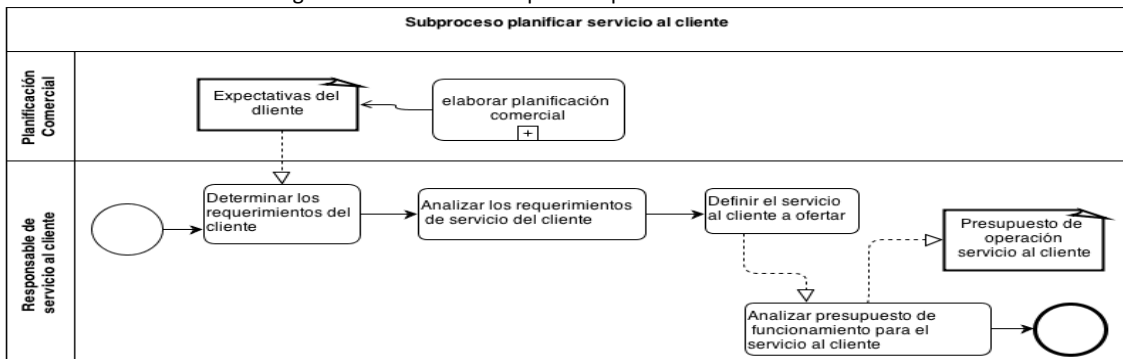 Subproceso planificar servicio al cliente
Planificación
Comercial
Expectativas del
dliente
elaborar planificación
comercial
Responsable de
servicio al cliente
Determinar los
requerimientos del
cliente
Analizar los requerimientos
de servicio del cliente
Definir el servicio
al cliente a ofertar
Presupuesto de
operación
servicio al cliente
Analizar presupuesto de
funcionamiento para el
servicio al cliente